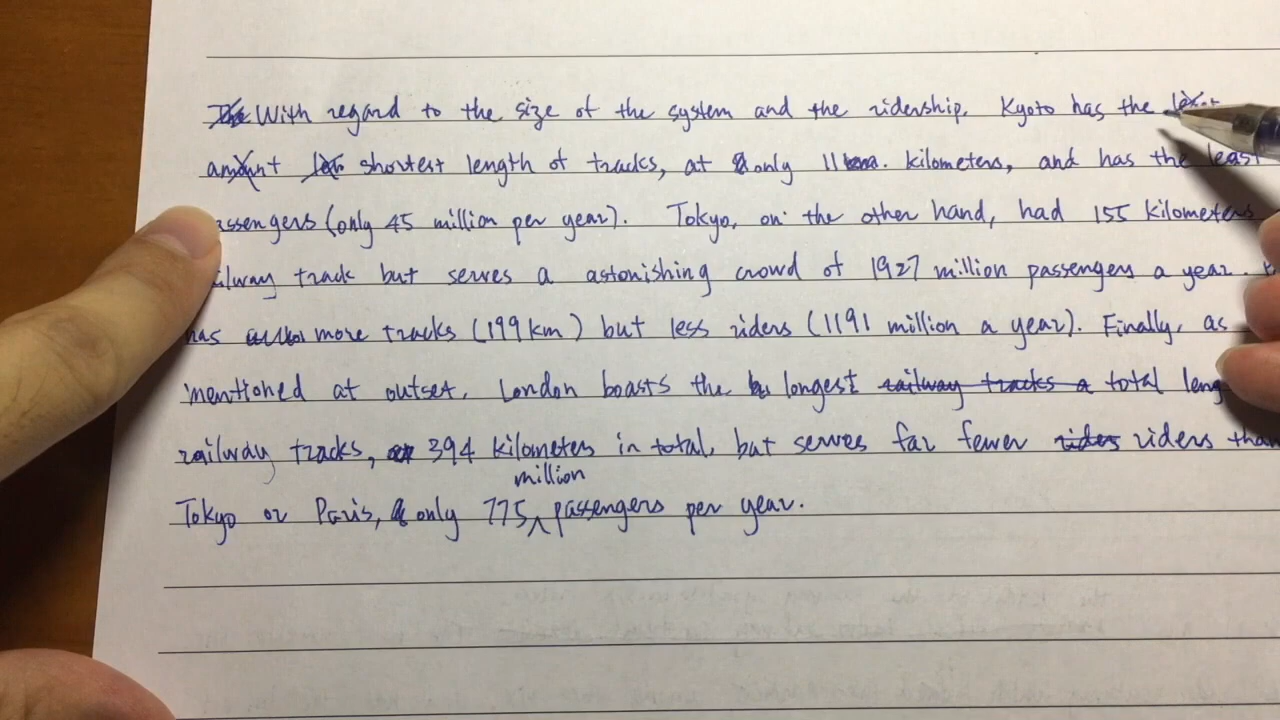 With regard to the size of the system and the ridership, Kyoto has the
shortest length of tracks, at only 11 kilometers, and has the least
passengers (only 45 million per year). Tokyo, on the other hand, had 155 kilometers
railway track but serves a astonishing crowd of 1927 million passengers a year.
has more tracks (199 km) but less riders (1191 million a year). Finally, as
mentioned at outset, London boasts the longest railway tracks a total leng
railway tracks, 394 kilometers in total, but serves far fewer riders riders than
million
Tokyo or Paris, only 775 passengers per year.